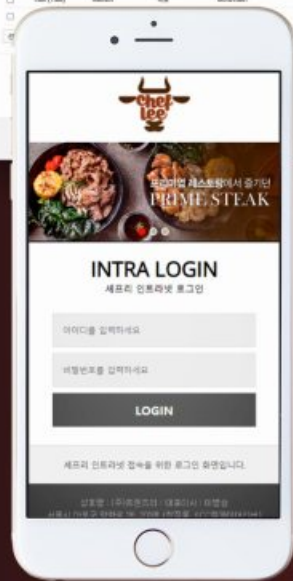 Chef
Lee
프리미엄 레스토랑에서 즐기던
PRIME STEAK
INTRA LOGIN
셰프리 인트라넷 로그인
아이디를 입력하세요
비밀번호를 입력하세요
LOGIN
셰프리 인트라넷 접속을 위한 로그인 화면입니다.